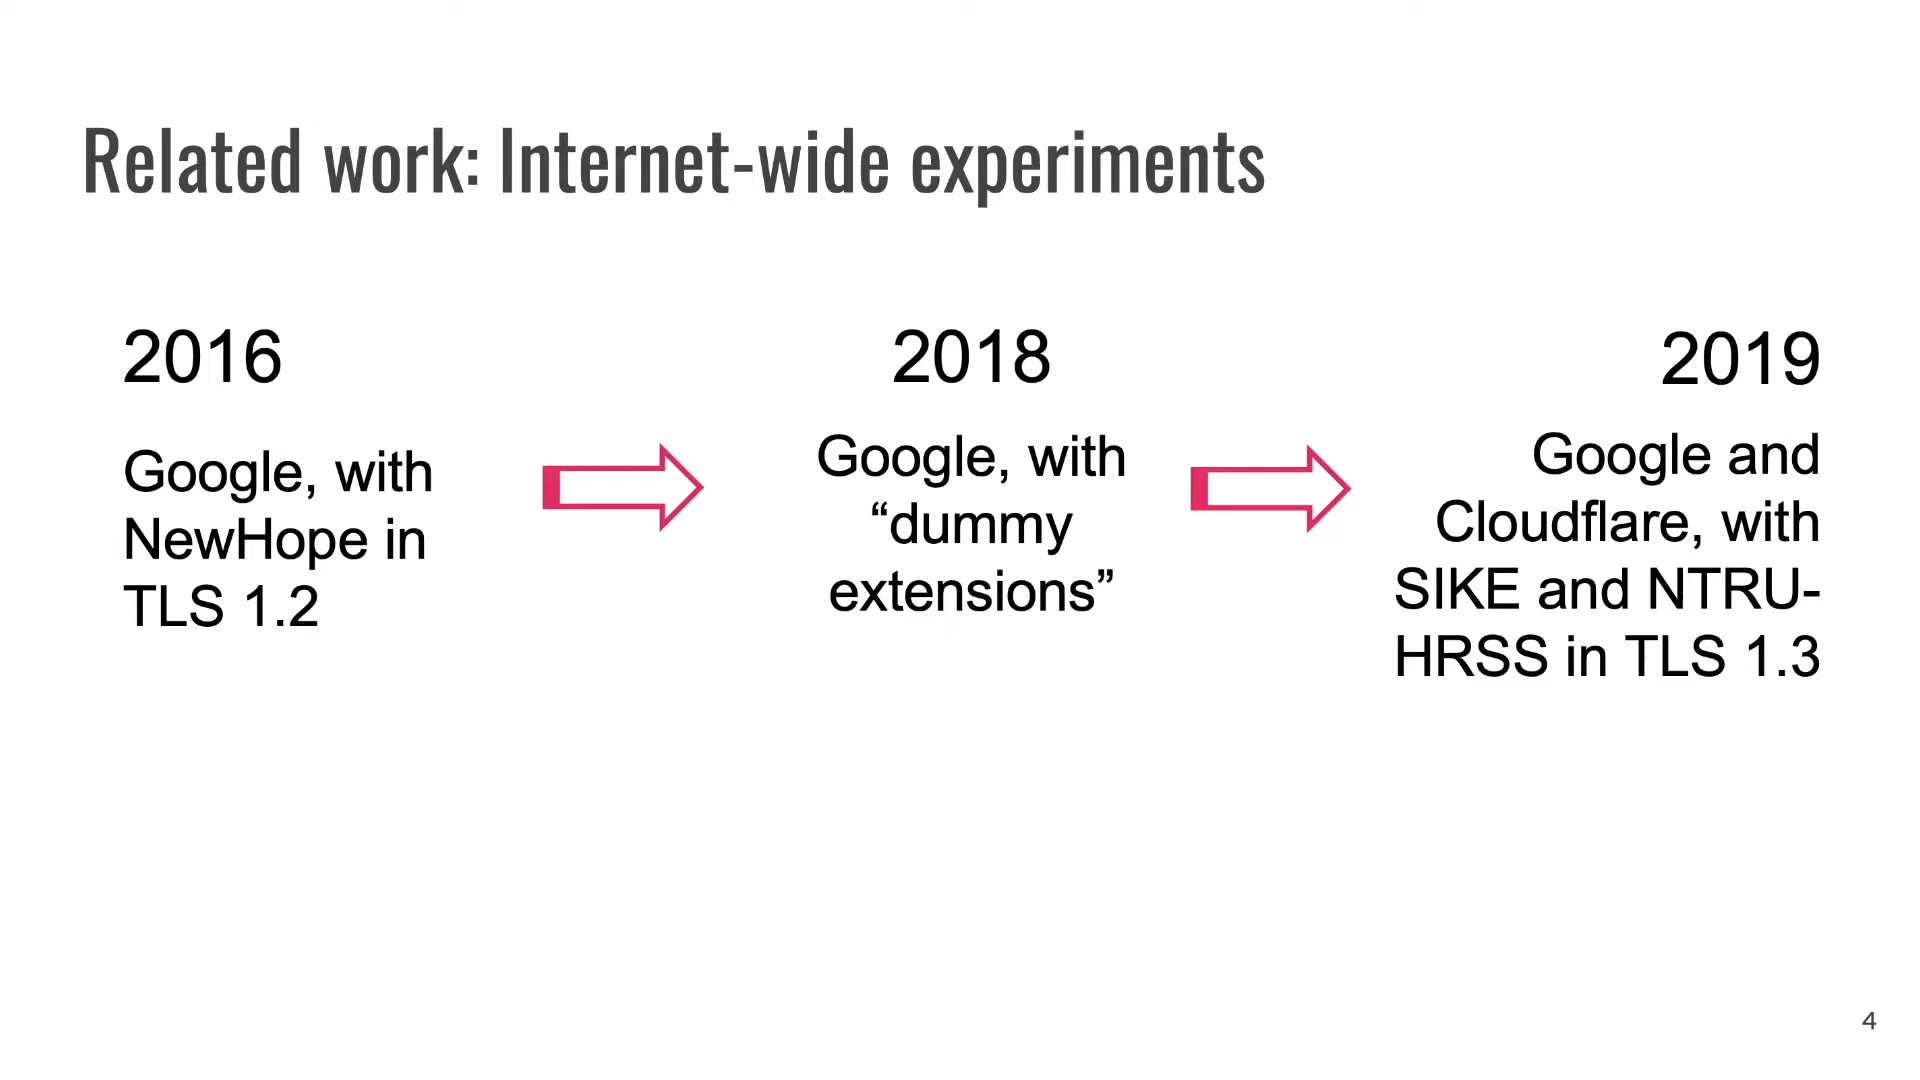 Related work: Internet-wide experiments
2016
Google, with
NewHope in
TLS 1.2
2018
Google, with
“dummy
extensions”
2019
Google and
Cloudflare, with
SIKE and NTRU-
HRSS in TLS 1.3
4